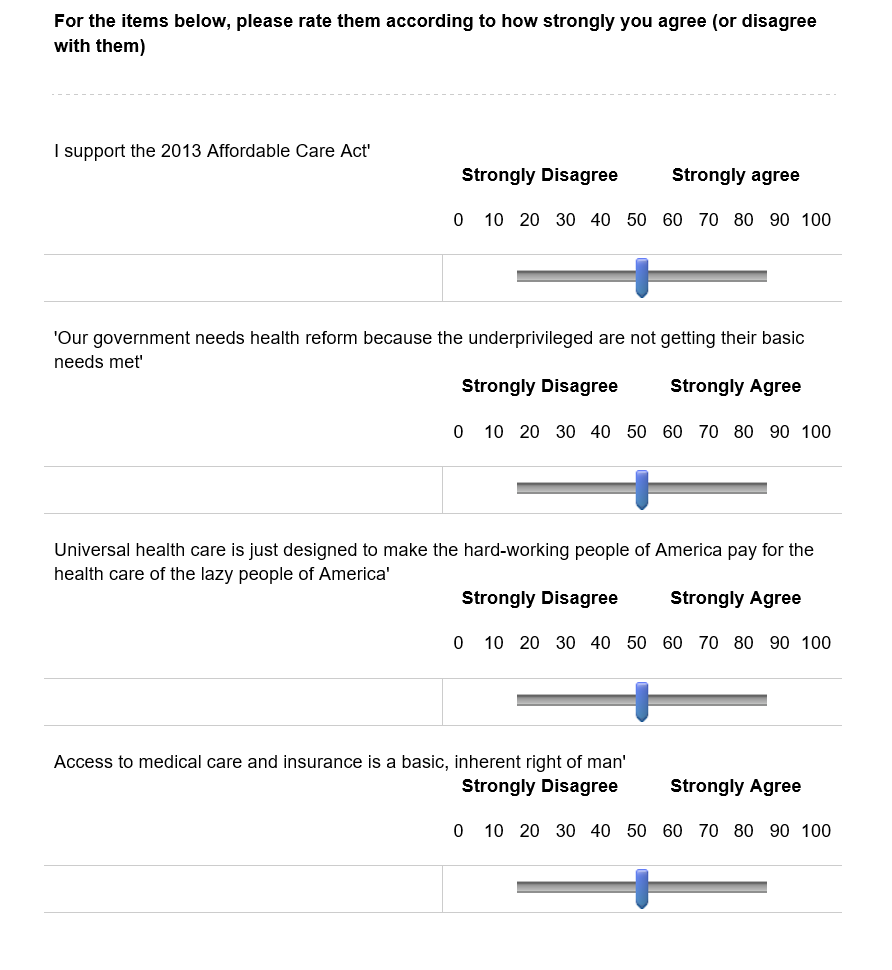 For the items below, please rate them according to how strongly you agree (or disagree
with them)
I support the 2013 Affordable Care Act'
Strongly Disagree Strongly agree
0 10 20 30 40 50 60 70 80 90 100
'Our government needs health reform because the underprivileged are not getting their basic
needs met'
Strongly Disagree Strongly Agree
0 10 20 30 40 50 60 70 80 90 100
Universal health care is just designed to make the hard-working people of America pay for the
health care of the lazy people of America'
Strongly Disagree Strongly Agree
0 10 20 30 40 50 60 70 80 90 100
Access to medical care and insurance is a basic, inherent right of man'
Strongly Disagree Strongly Agree
0 10 20 30 40 50 60 70 80 90 100